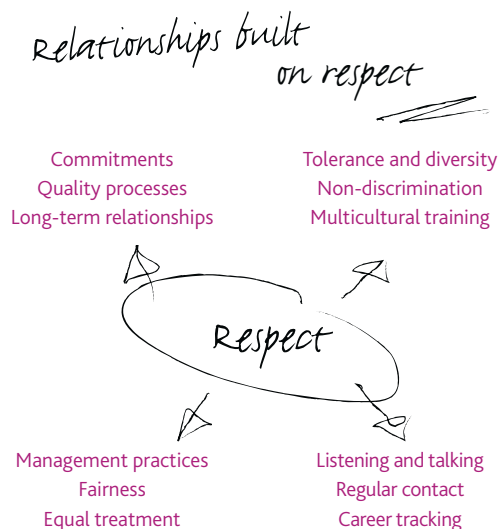 Relationships built
on respect
Commitments
Quality processes
Long-term relationships
Tolerance and diversity
Non-discrimination
Multicultural training
Respect
Management practices
Fairness
Equal treatment
Listening and talking
Regular contact
Career tracking